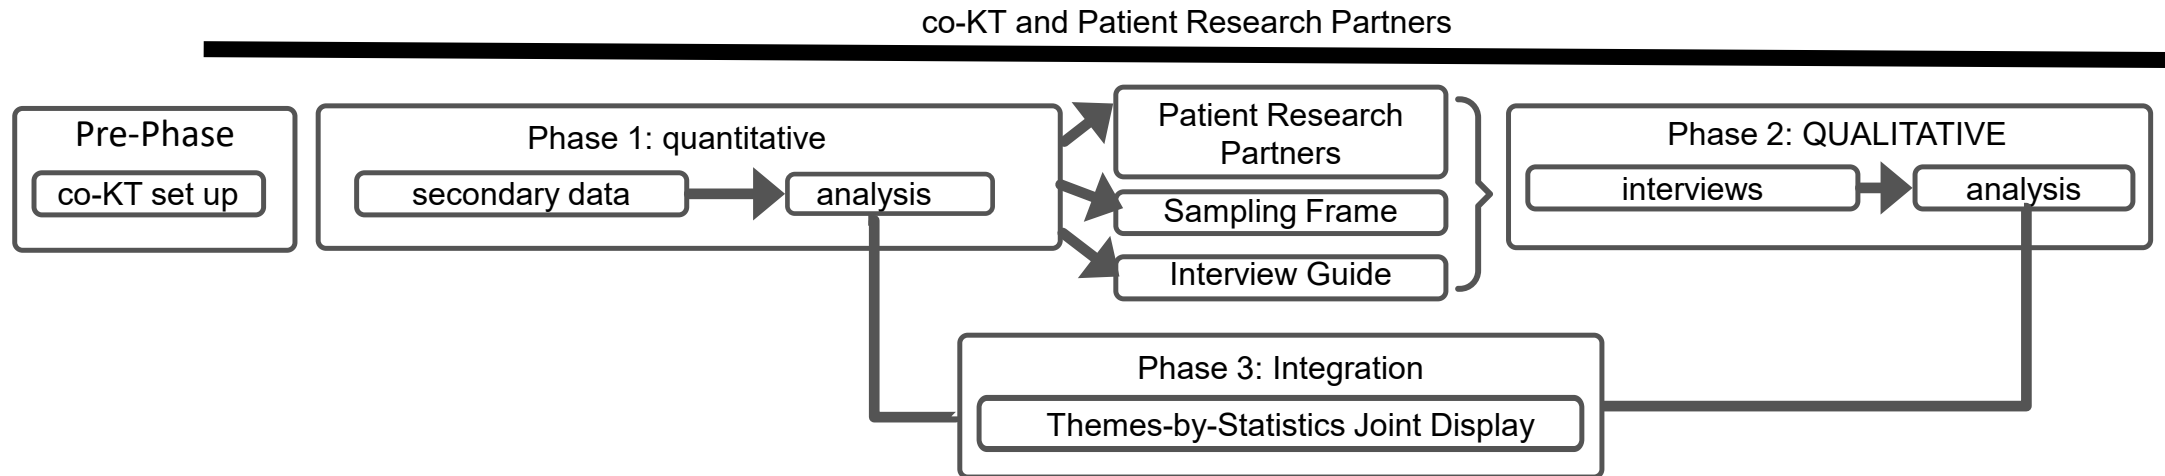 co-KT and Patient Research Partners
Pre-Phase
co-KT set up
Phase 1: quantitative
secondary data
analysis
Patient Research
Partners
Sampling Frame
Interview Guide
Phase 2: QUALITATIVE
interviews
analysis
Phase 3: Integration
Themes-by-Statistics Joint Display